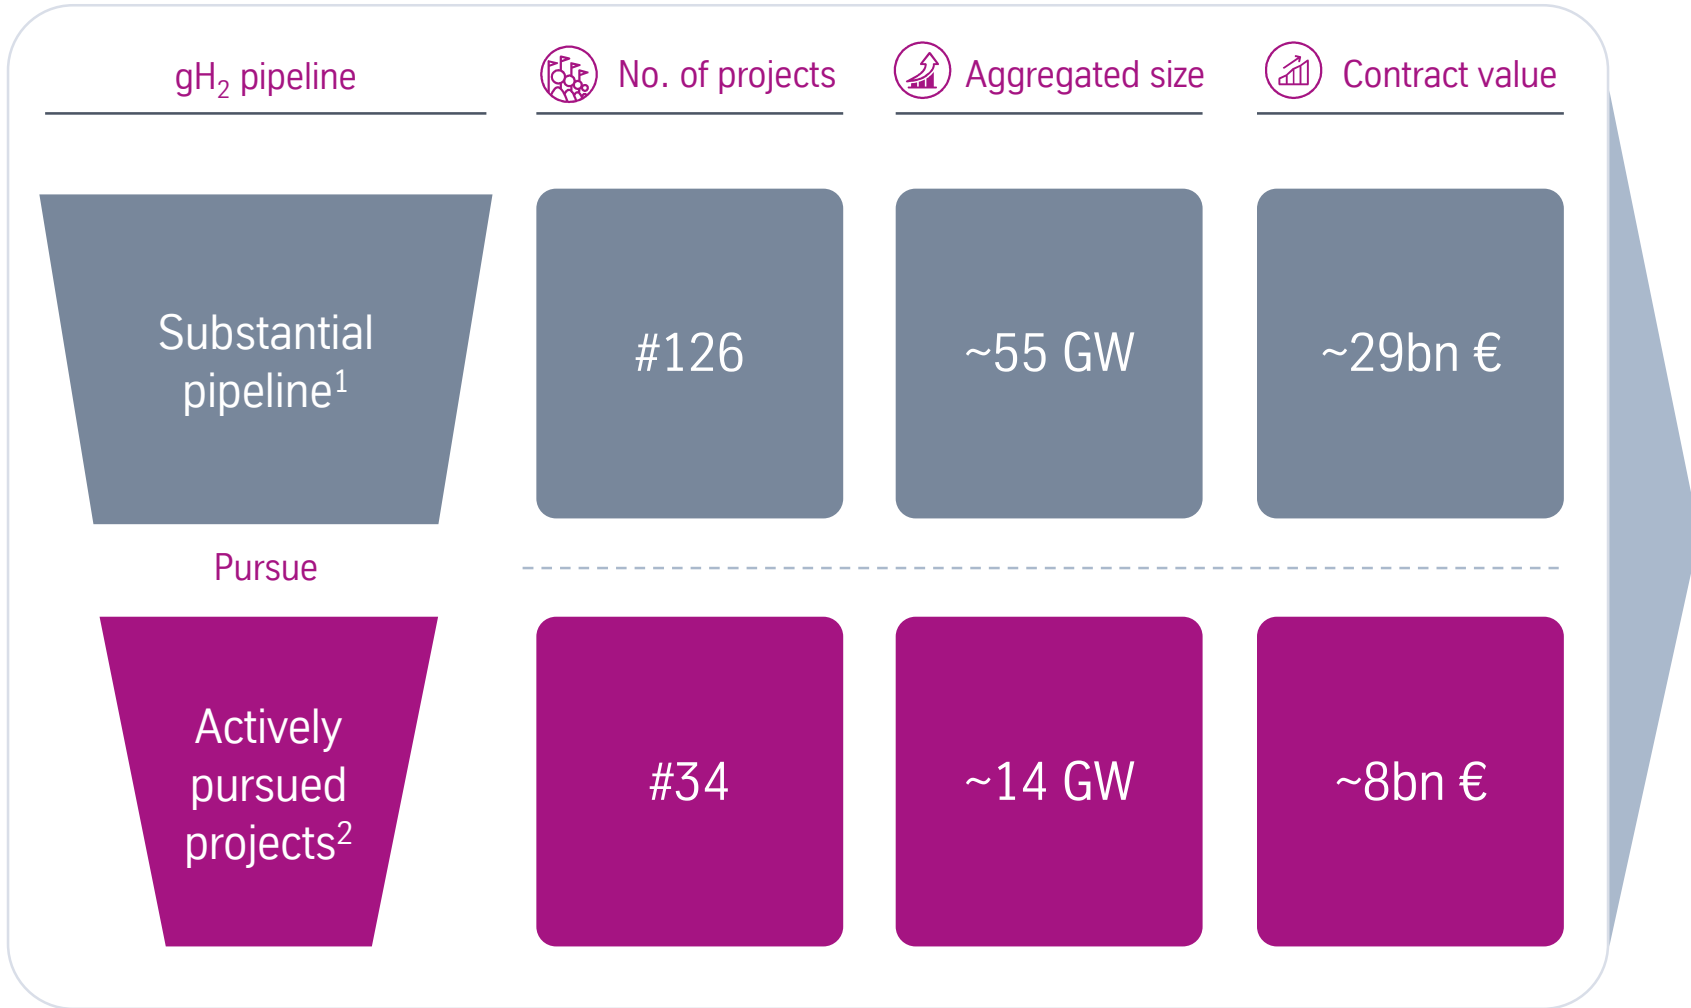 gH₂ pipeline
No. of projects
Aggregated size
Contract value
Substantial
pipeline¹
#126
~55 GW
~29bn €
Pursue
Actively
pursued
projects²
#34
~14 GW
~8bn €